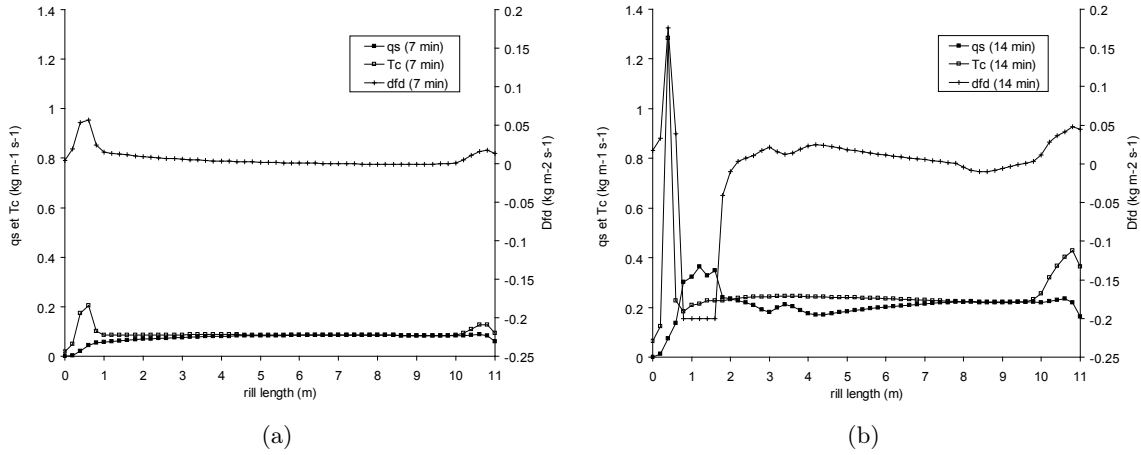 1.4
1.2
1
0.8
0.6
0.4
0.2
0
qs et Tc (kg m-1 s-1)
0.2
0.15
0.1
0.05
0
-0.05
-0.1
-0.15
-0.2
-0.25
Dfd (kg m-2 s-1)
qs (7 min)
Tc (7 min)
dfd (7 min)
0 1 2 3 4 5 6 7 8 9 10 11
rill length (m)
(a)
1.4
1.2
1
0.8
0.6
0.4
0.2
0
qs et Tc (kg m-1 s-1)
0.2
0.15
0.1
0.05
0
-0.05
-0.1
-0.15
-0.2
-0.25
Dfd (kg m-2 s-1)
qs (14 min)
Tc (14 min)
dfd (14 min)
0 1 2 3 4 5 6 7 8 9 10 11
rill length (m)
(b)